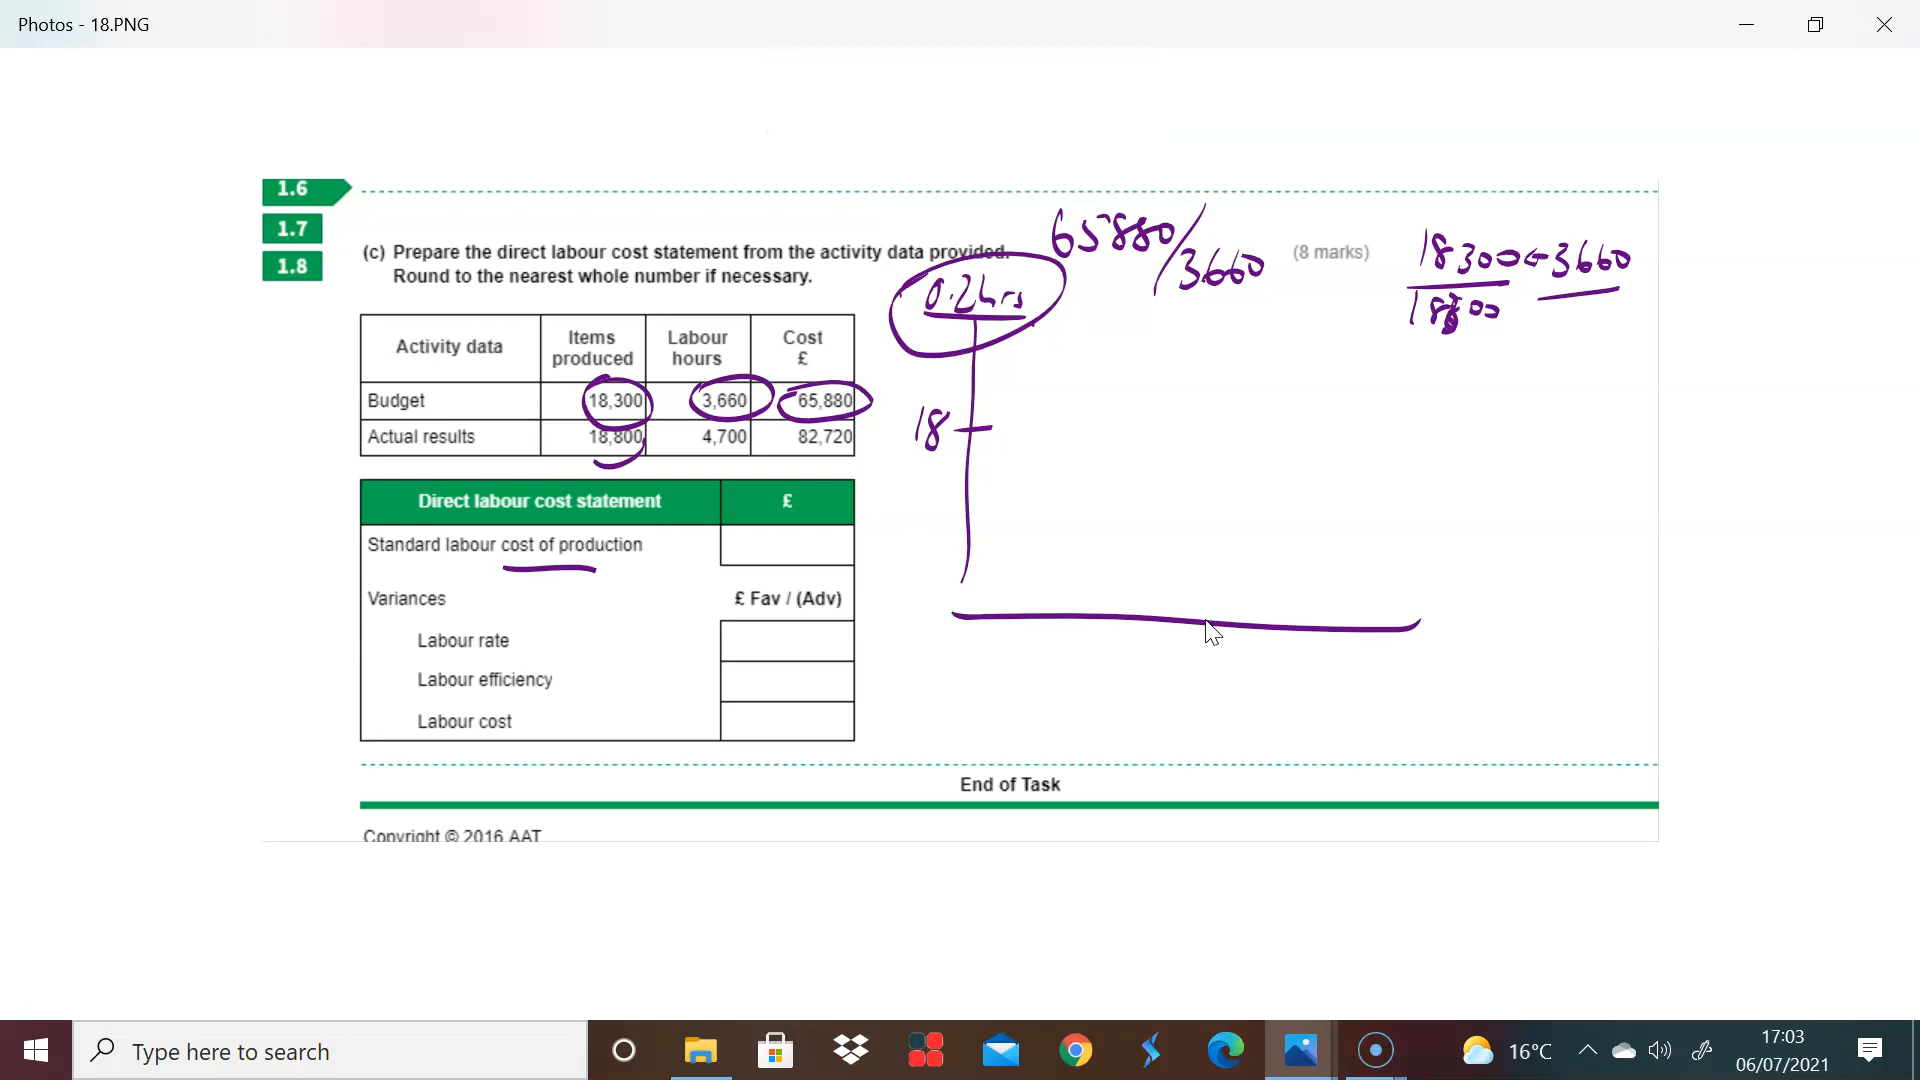 Photos - 18.PNG
1.6
1.7
1.8
(c) Prepare the direct labour cost statement from the activity data provided.
Round to the nearest whole number if necessary.
(8 marks)
65880/3660
18300 ← 3660
18800
0.2hrs
18
Activity data Items produced Labour hours Cost £
Budget 18,300 3,660 65,880
Actual results 18,800 4,700 82,720
Direct labour cost statement £
Standard labour cost of production
Variances £ Fav / (Adv)
Labour rate
Labour efficiency
Labour cost
End of Task
Copyright © 2016 AAT
Type here to search
16°C
17:03
06/07/2021